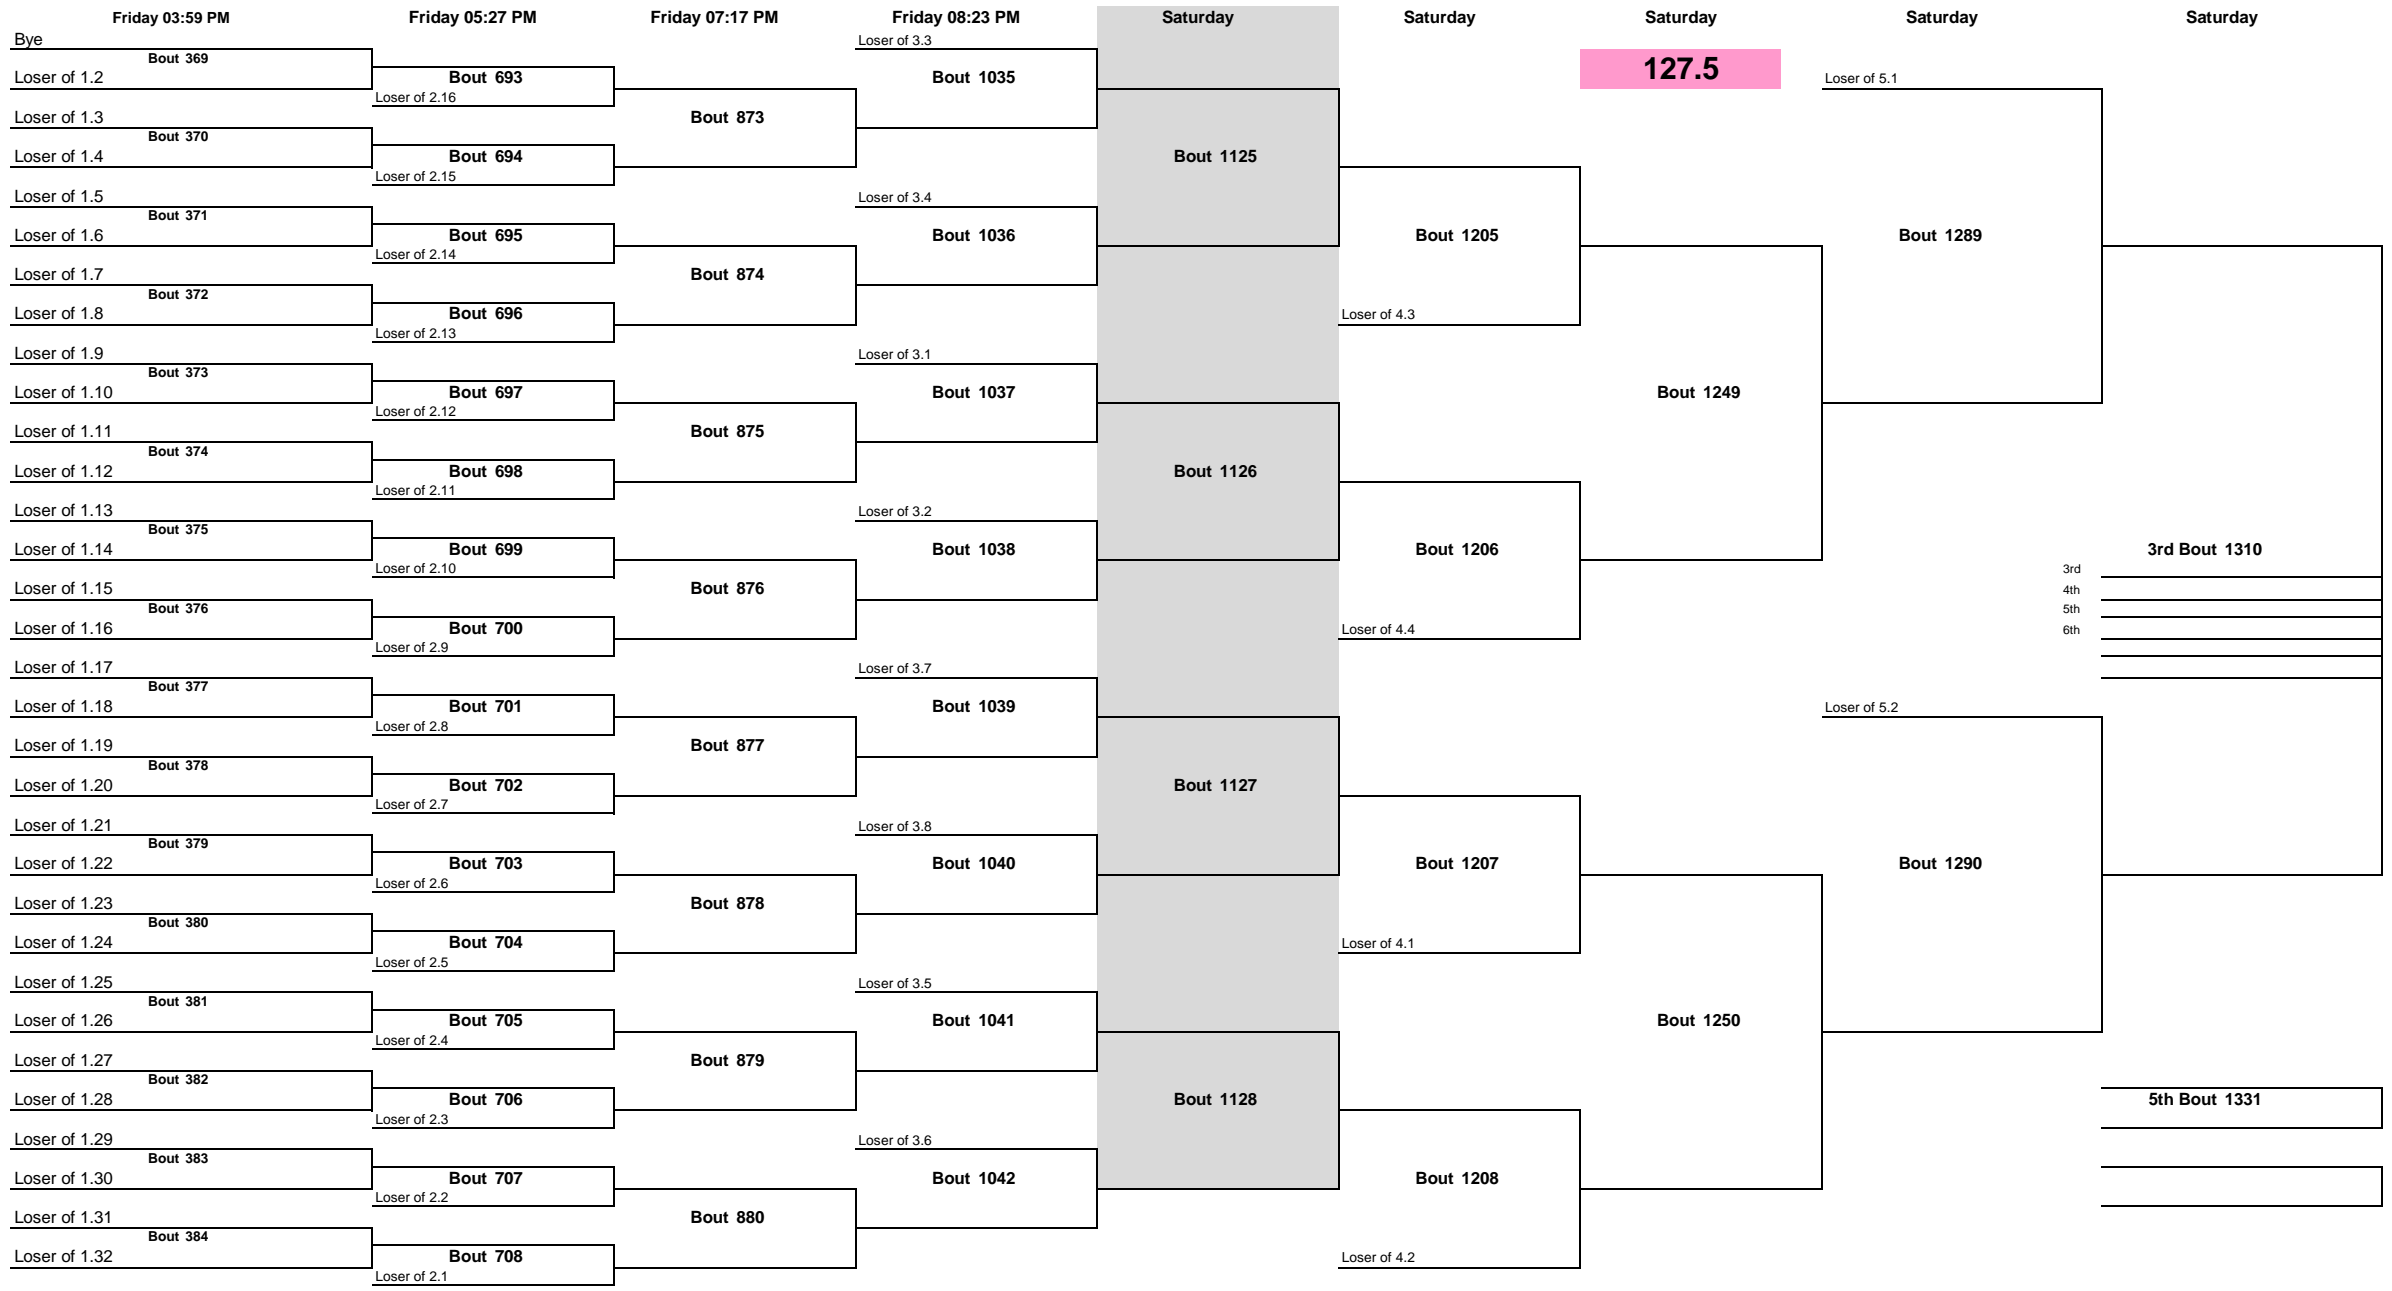 Friday 03:59 PM Friday 05:27 PM Friday 07:17 PM Friday 08:23 PM Saturday Saturday Saturday Saturday Saturday
Bye Loser of 3.3
Bout 369
Loser of 1.2 Bout 693 Bout 1035 127.5 Loser of 5.1
Loser of 2.16
Loser of 1.3 Bout 873
Bout 370
Loser of 1.4 Bout 694 Bout 1125
Loser of 2.15
Loser of 1.5 Loser of 3.4
Bout 371
Loser of 1.6 Bout 695 Bout 1036 Bout 1205 Bout 1289
Loser of 2.14
Loser of 1.7 Bout 874
Bout 372
Loser of 1.8 Bout 696 Loser of 4.3
Loser of 2.13
Loser of 1.9 Loser of 3.1
Bout 373
Loser of 1.10 Bout 697 Bout 1037 Bout 1249
Loser of 2.12
Loser of 1.11 Bout 875
Bout 374
Loser of 1.12 Bout 698 Bout 1126
Loser of 2.11
Loser of 1.13 Loser of 3.2
Bout 375
Loser of 1.14 Bout 699 Bout 1038 Bout 1206 3rd Bout 1310
Loser of 2.10 3rd
Loser of 1.15 Bout 876 4th
Bout 376 5th
Loser of 1.16 Bout 700 Loser of 4.4 6th
Loser of 2.9
Loser of 1.17 Loser of 3.7
Bout 377
Loser of 1.18 Bout 701 Bout 1039 Loser of 5.2
Loser of 2.8
Loser of 1.19 Bout 877
Bout 378
Loser of 1.20 Bout 702 Bout 1127
Loser of 2.7
Loser of 1.21 Loser of 3.8
Bout 379
Loser of 1.22 Bout 703 Bout 1040 Bout 1207 Bout 1290
Loser of 2.6
Loser of 1.23 Bout 878
Bout 380
Loser of 1.24 Bout 704 Loser of 4.1
Loser of 2.5
Loser of 1.25 Loser of 3.5
Bout 381
Loser of 1.26 Bout 705 Bout 1041 Bout 1250
Loser of 2.4
Loser of 1.27 Bout 879
Bout 382
Loser of 1.28 Bout 706 Bout 1128 5th Bout 1331
Loser of 2.3
Loser of 1.29 Loser of 3.6
Bout 383
Loser of 1.30 Bout 707 Bout 1042 Bout 1208
Loser of 2.2
Loser of 1.31 Bout 880
Bout 384
Loser of 1.32 Bout 708 Loser of 4.2
Loser of 2.1